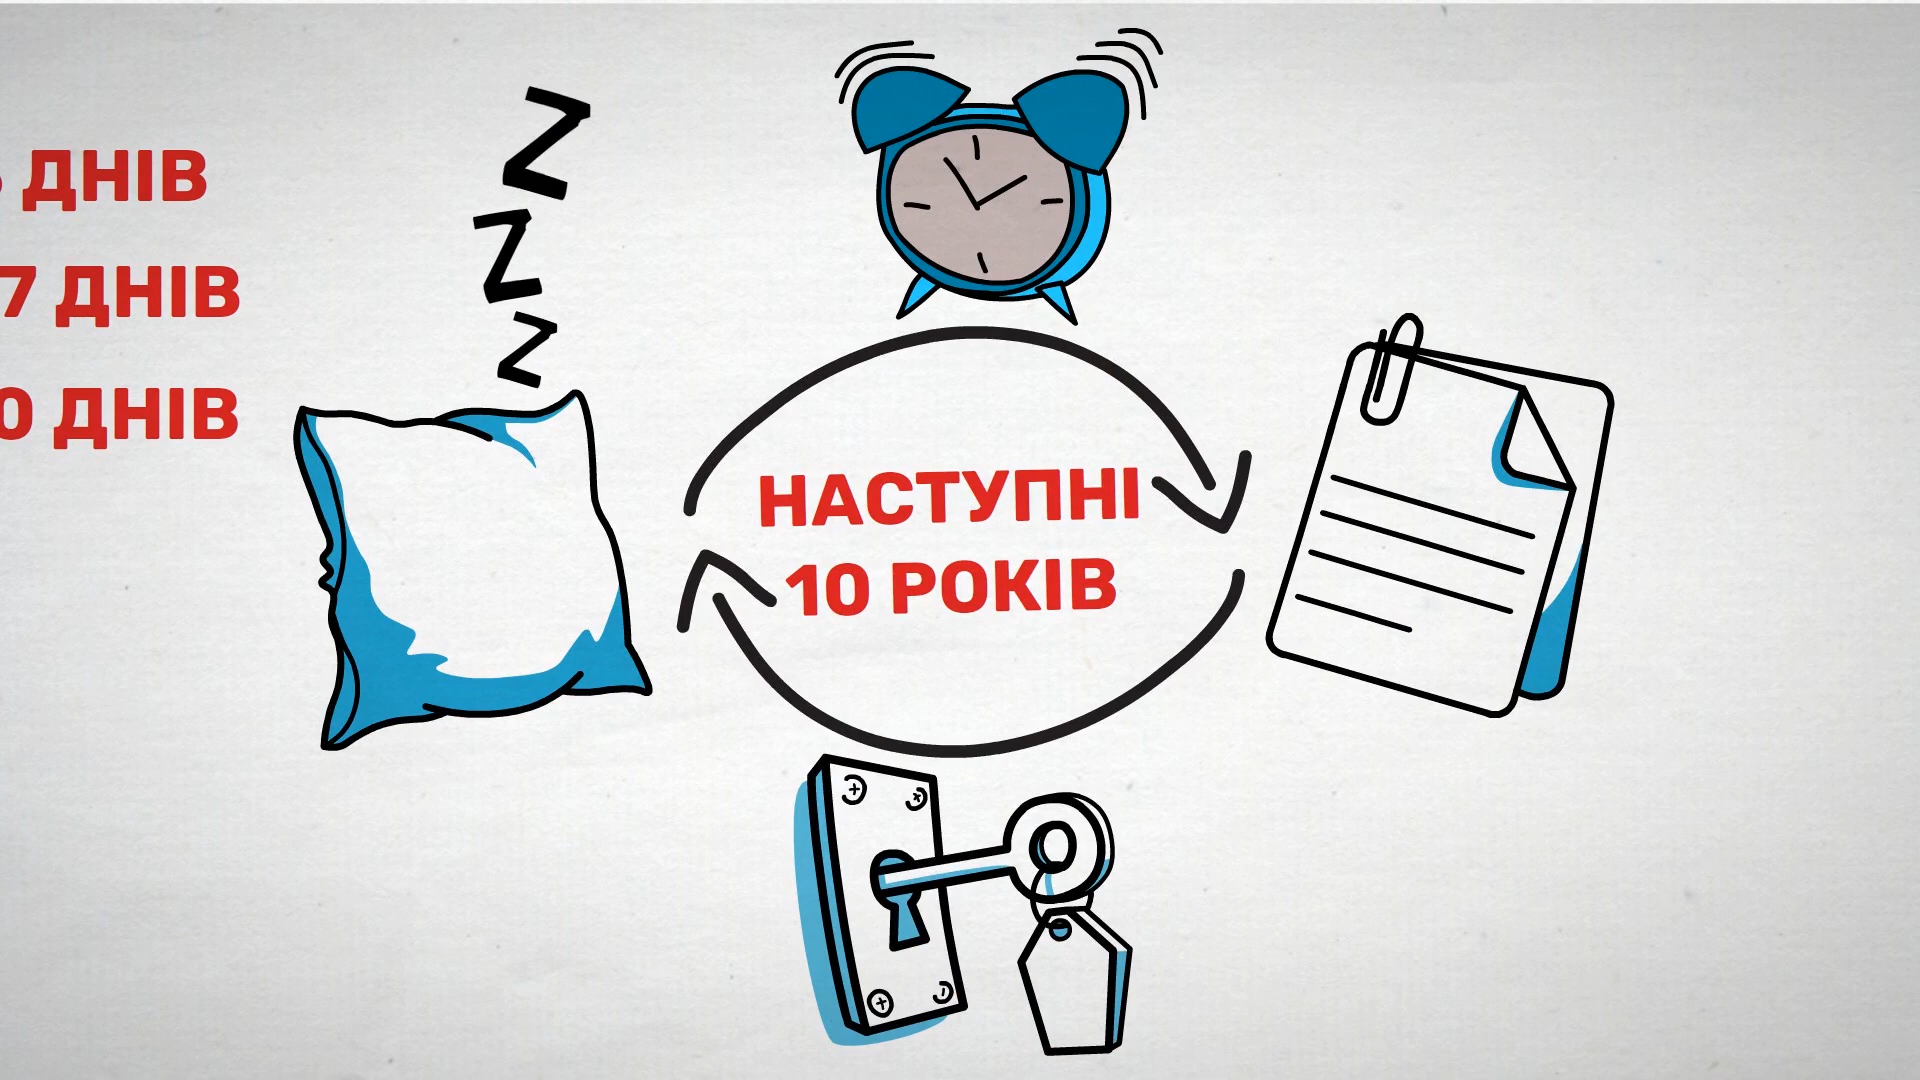 ДНІВ
7 ДНІВ
0 ДНІВ
Z
Z
Z
НАСТУПНІ
10 РОКІВ